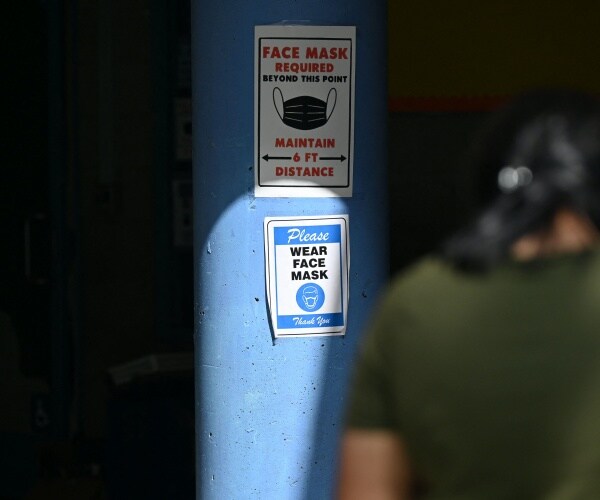 FACE MASK
REQUIRED
BEYOND THIS POINT
MAINTAIN
6 FT
DISTANCE
Please
WEAR
FACE
MASK
Thank You